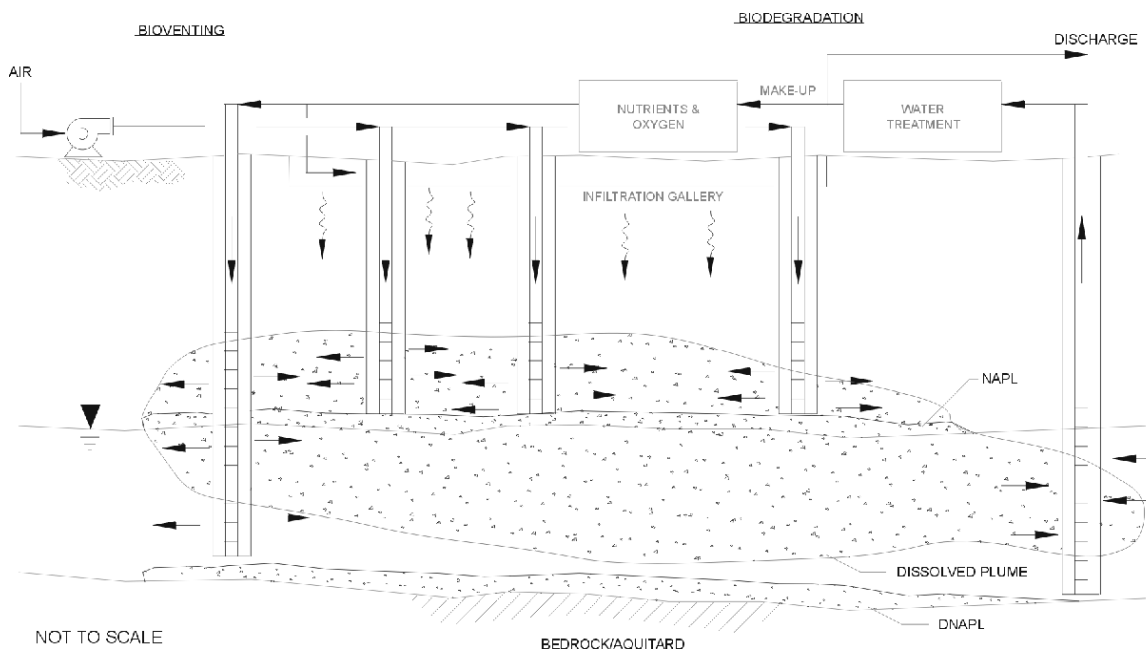 BIOVENTING
BIODEGRADATION
DISCHARGE
AIR
MAKE-UP
NUTRIENTS &
OXYGEN
WATER
TREATMENT
INFILTRATION GALLERY
NAPL
DISSOLVED PLUME
DNAPL
NOT TO SCALE
BEDROCK/AQUITARD